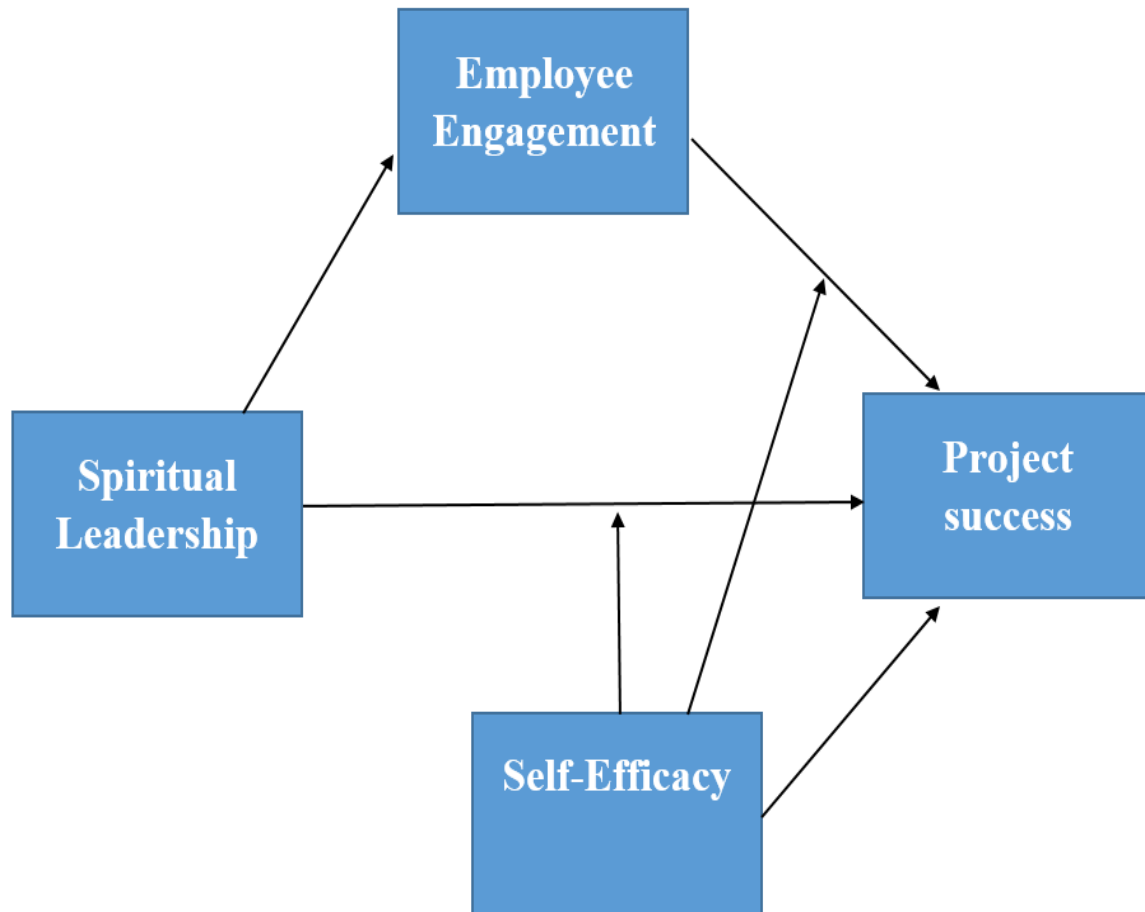 Employee
Engagement
Spiritual
Leadership
Project
success
Self-Efficacy